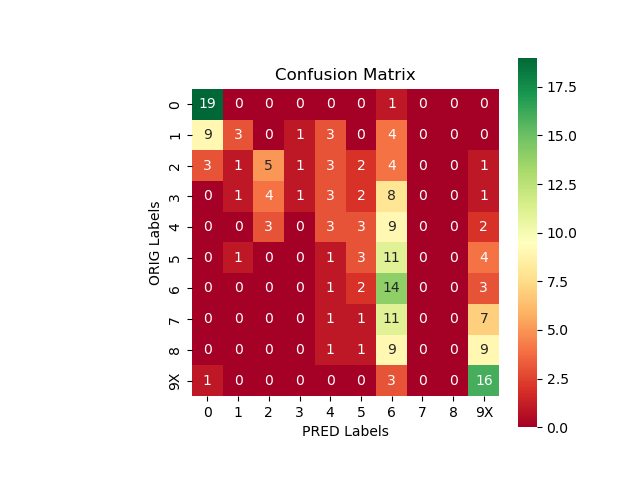 Confusion Matrix
17.5
15.0
12.5
10.0
7.5
5.0
2.5
0.0
ORIG Labels
0 19 0 0 0 0 0 1 0 0 0
1 9 3 0 1 3 0 4 0 0 0
2 3 1 5 1 3 2 4 0 0 1
3 0 1 4 1 3 2 8 0 0 1
4 0 0 3 0 3 3 9 0 0 2
5 0 1 0 0 1 3 11 0 0 4
6 0 0 0 0 1 2 14 0 0 3
7 0 0 0 0 1 1 11 0 0 7
8 0 0 0 0 1 1 9 0 0 9
9X 1 0 0 0 0 0 3 0 0 16
0 1 2 3 4 5 6 7 8 9X
PRED Labels